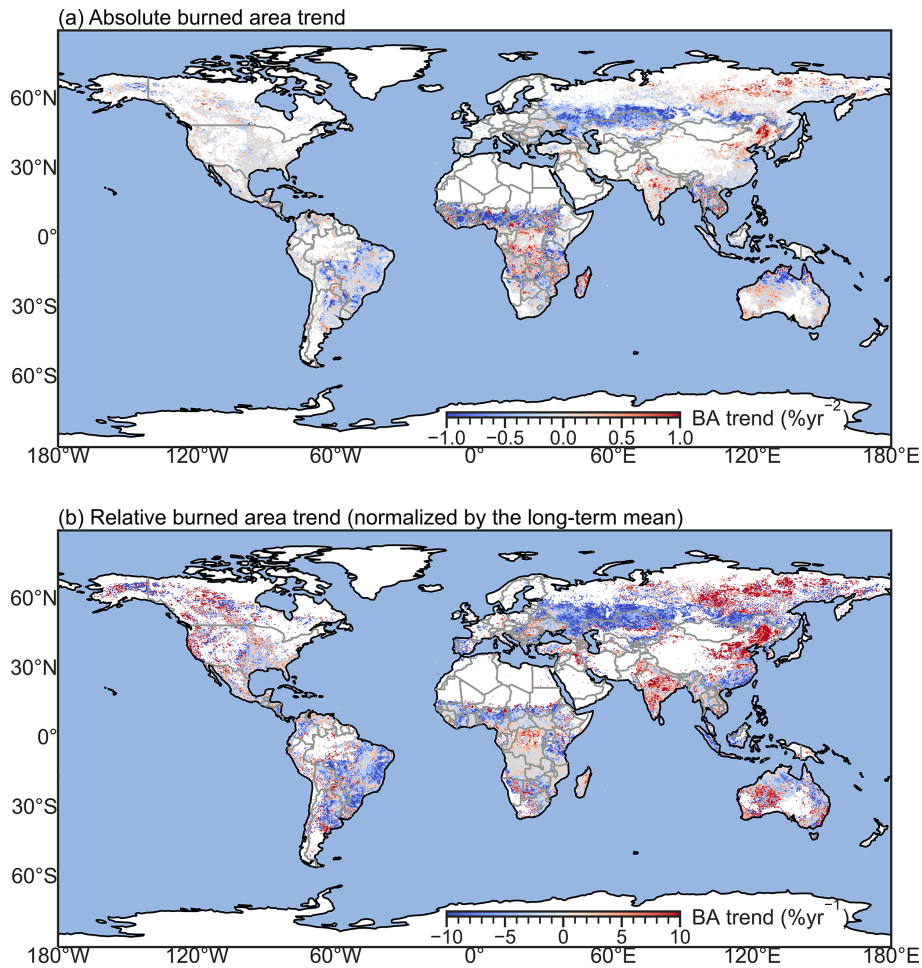 (a) Absolute burned area trend
60°N
30°N
0°
30°S
60°S
BA trend (%yr⁻²)
−1.0 −0.5 0.0 0.5 1.0
180°W 120°W 60°W 0° 60°E 120°E 180°E
(b) Relative burned area trend (normalized by the long-term mean)
60°N
30°N
0°
30°S
60°S
BA trend (%yr⁻¹)
−10 −5 0 5 10
180°W 120°W 60°W 0° 60°E 120°E 180°E